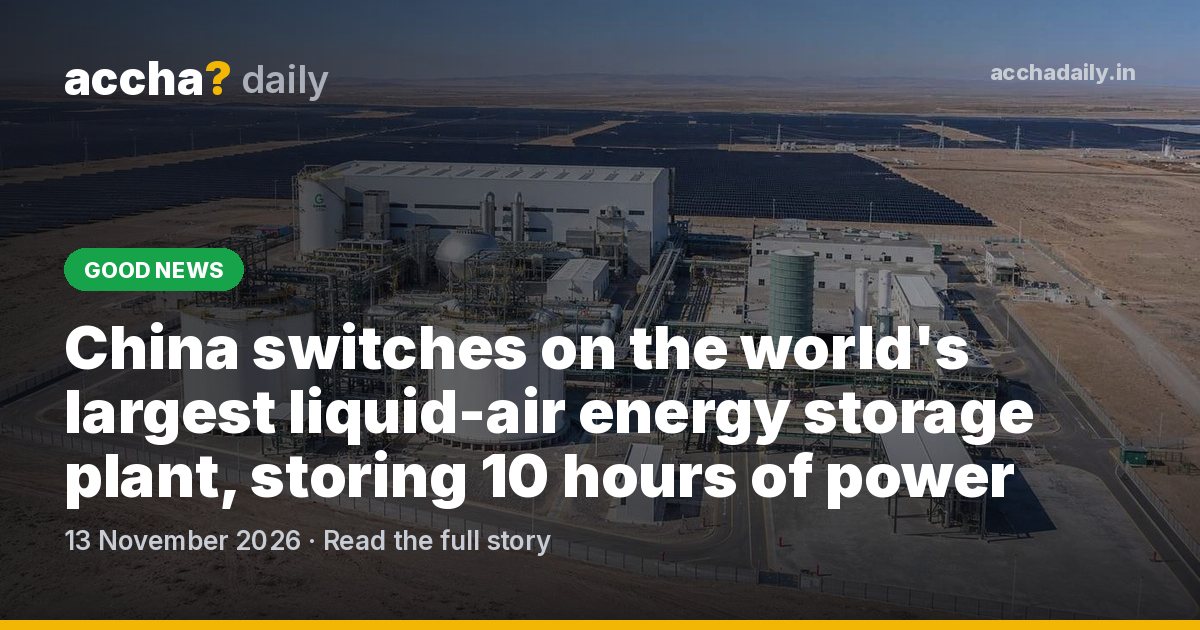 accha? daily
acchadaily.in
GOOD NEWS
China switches on the world's
largest liquid-air energy storage
plant, storing 10 hours of power
13 November 2026 · Read the full story